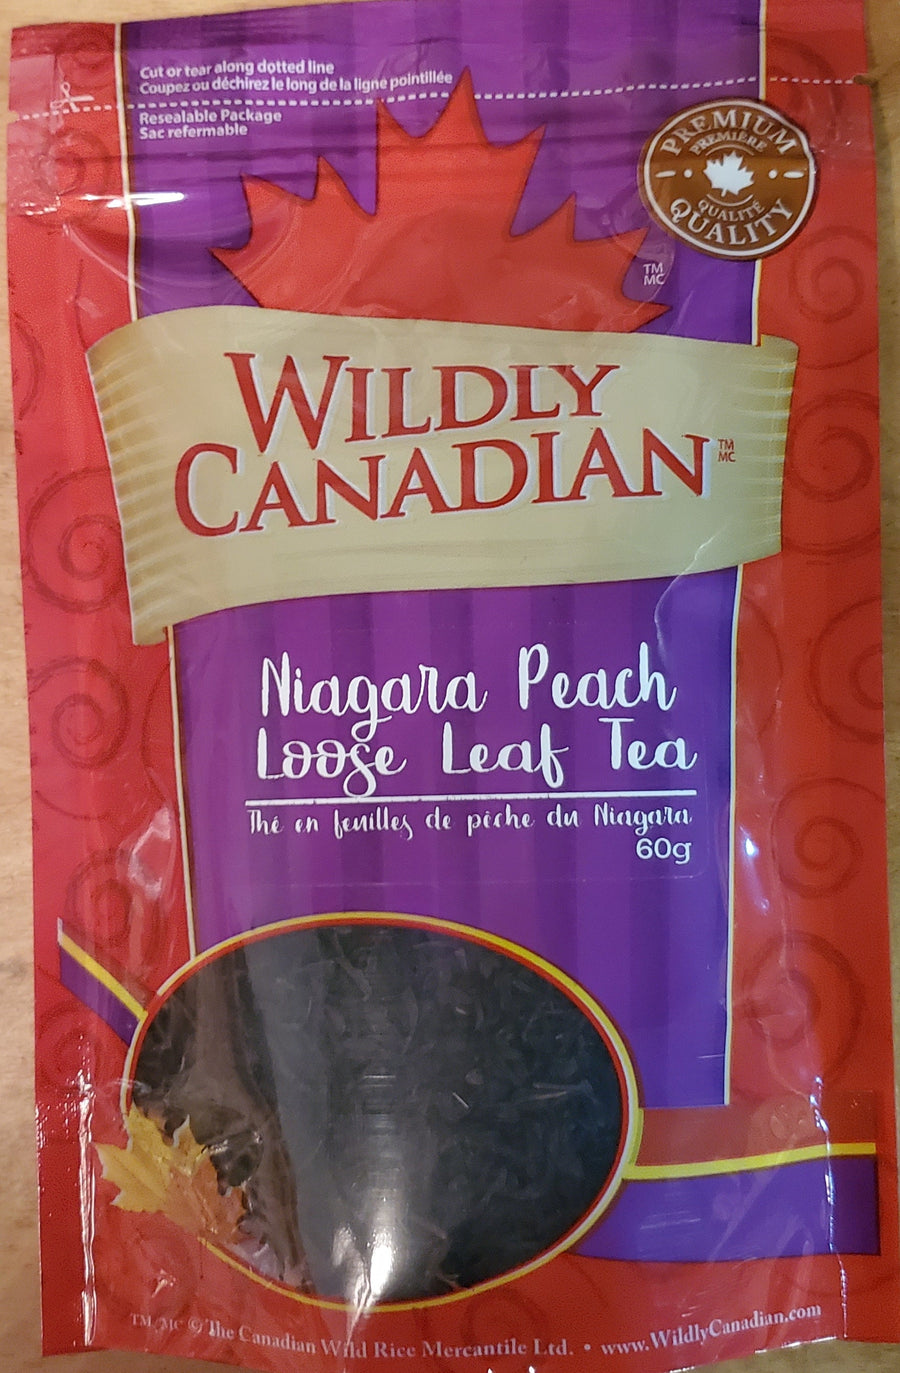 Cut or tear along dotted line
Coupez ou déchirez le long de la ligne pointillée
Resealable Package
Sac refermable
PREMIUM
PREMIÈRE
QUALITÉ
QUALITY
TM
MC
WILDLY
CANADIAN TM
MC
Niagara Peach
Loose Leaf Tea
Thé en feuilles de pêche du Niagara
60g
TM/MC © The Canadian Wild Rice Mercantile Ltd. • www.WildlyCanadian.com